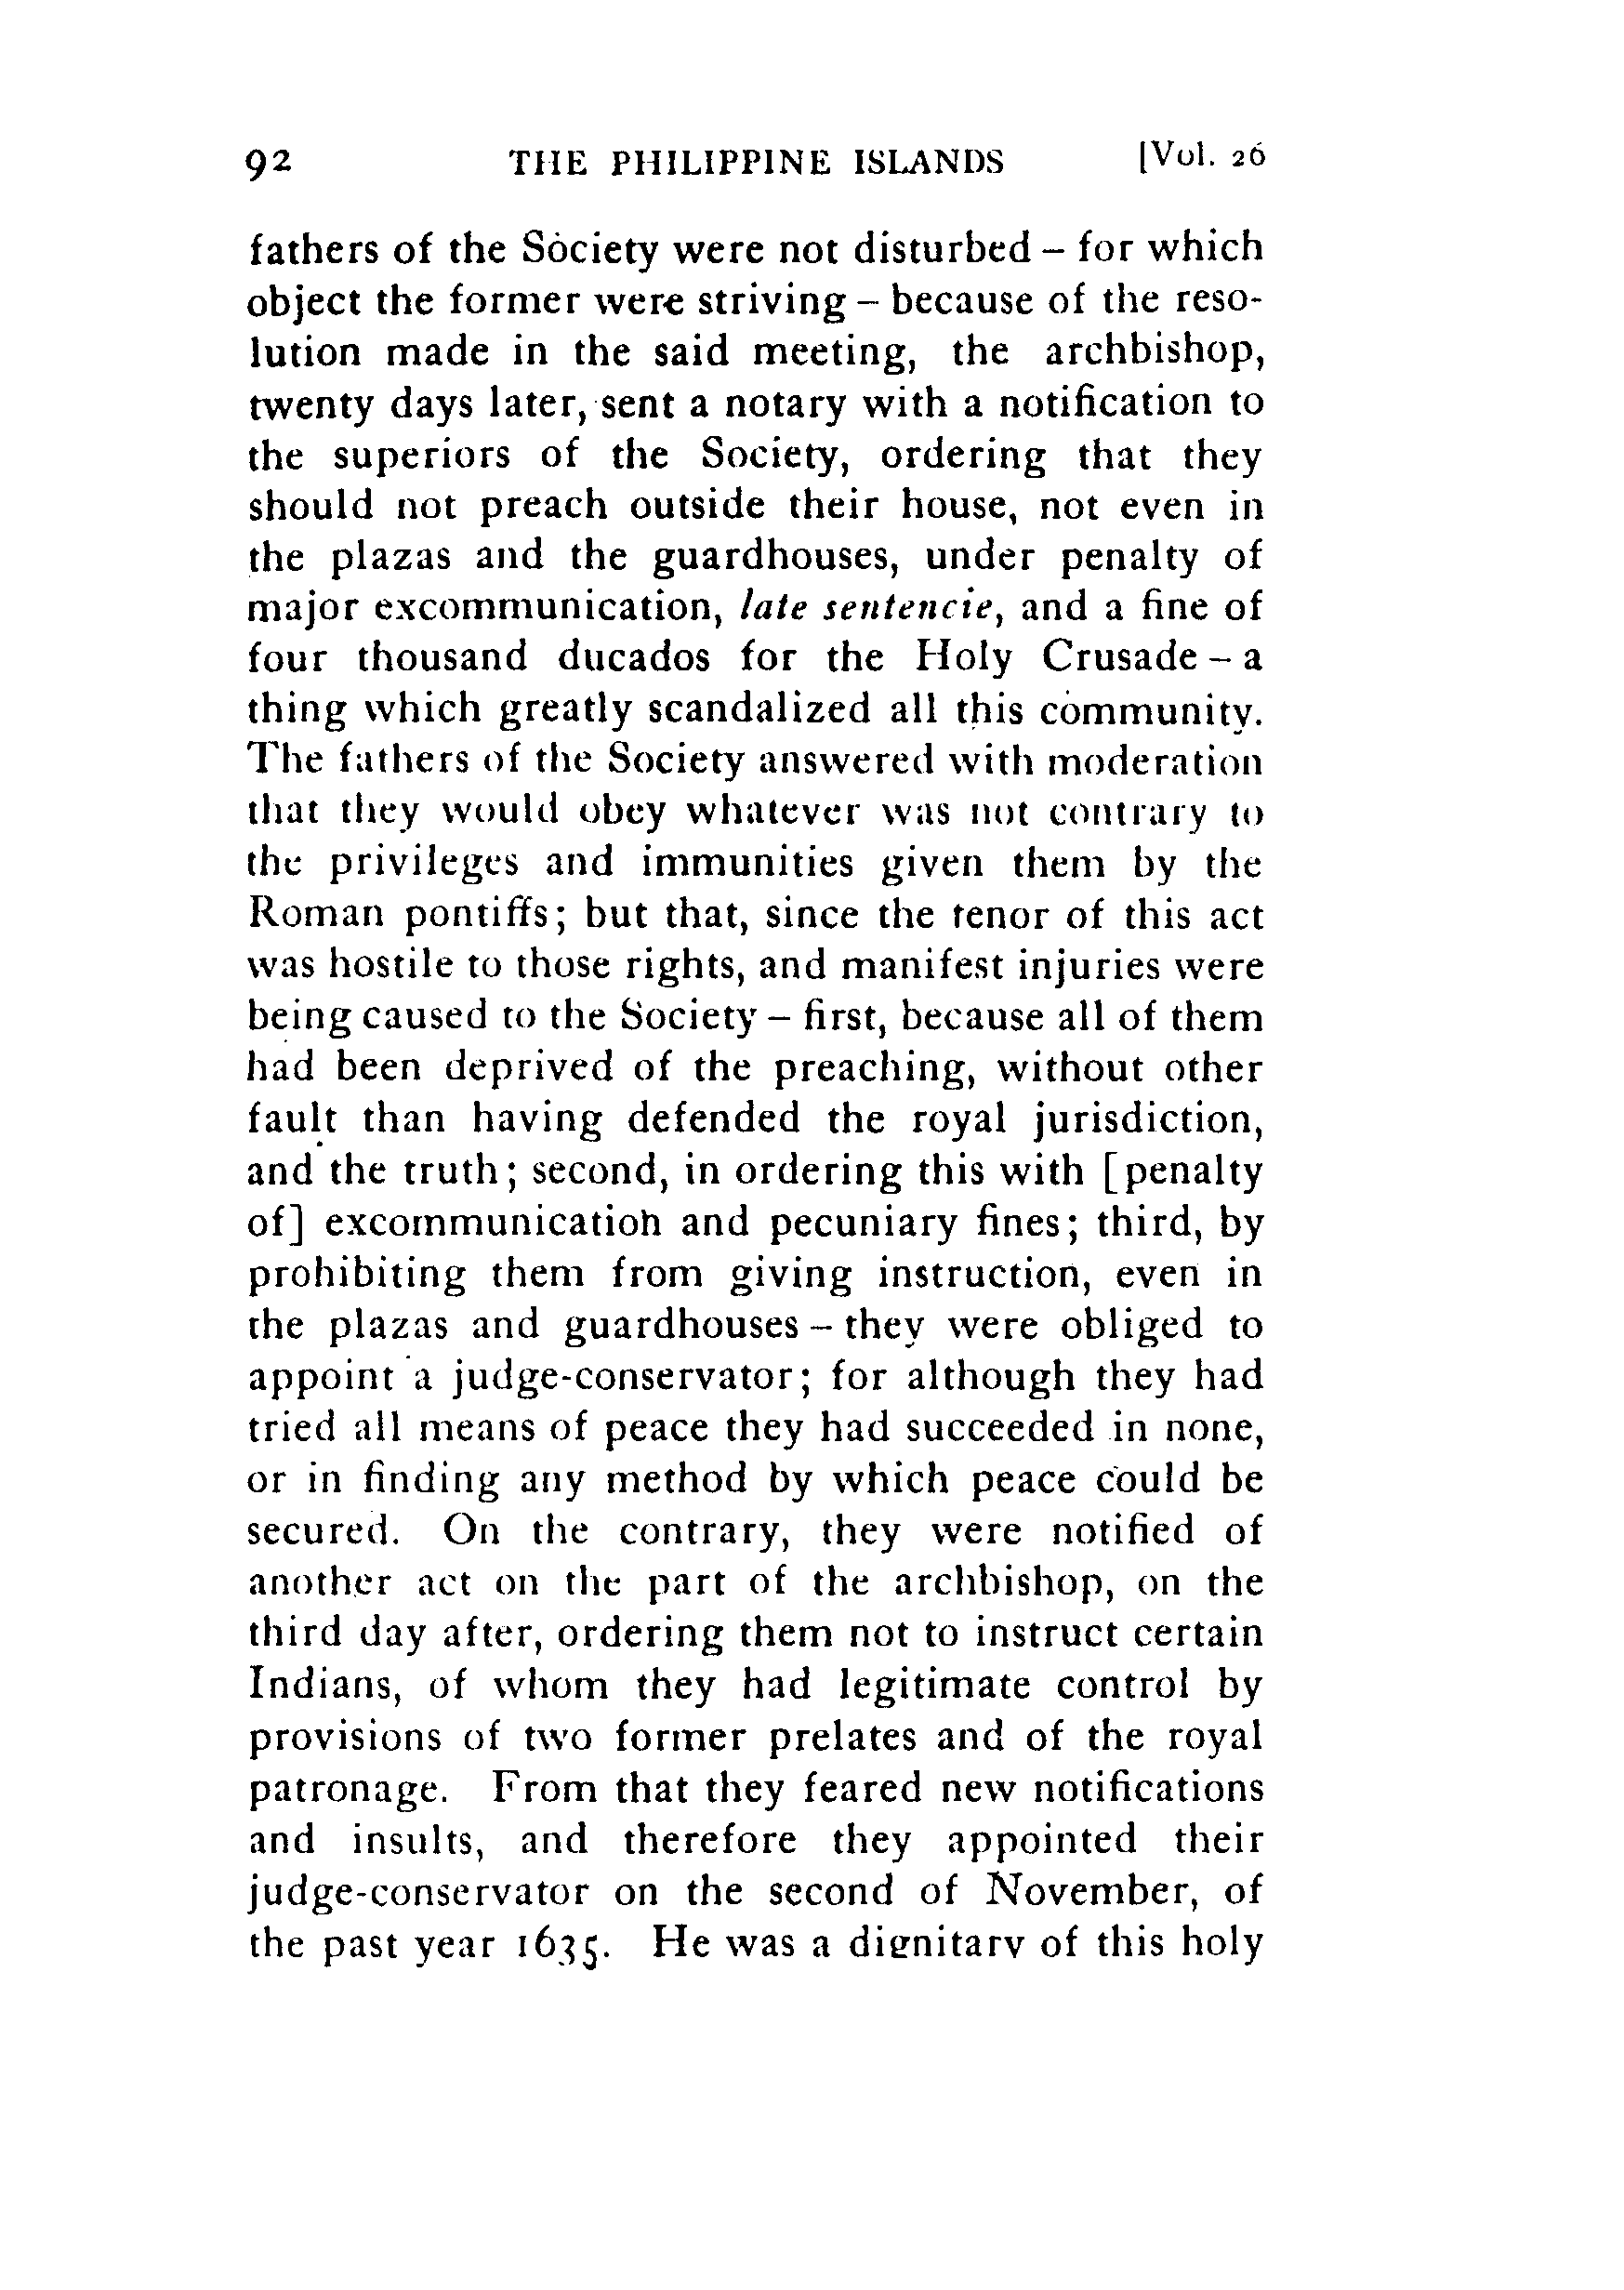 92 THE PHILIPPINE ISLANDS [Vol. 26
fathers of the Society were not disturbed – for which
object the former were striving – because of the reso-
lution made in the said meeting, the archbishop,
twenty days later, sent a notary with a notification to
the superiors of the Society, ordering that they
should not preach outside their house, not even in
the plazas and the guardhouses, under penalty of
major excommunication, late sentencie, and a fine of
four thousand ducados for the Holy Crusade – a
thing which greatly scandalized all this community.
The fathers of the Society answered with moderation
that they would obey whatever was not contrary to
the privileges and immunities given them by the
Roman pontiffs; but that, since the tenor of this act
was hostile to those rights, and manifest injuries were
being caused to the Society – first, because all of them
had been deprived of the preaching, without other
fault than having defended the royal jurisdiction,
and the truth; second, in ordering this with [penalty
of] excommunication and pecuniary fines; third, by
prohibiting them from giving instruction, even in
the plazas and guardhouses – they were obliged to
appoint a judge-conservator; for although they had
tried all means of peace they had succeeded in none,
or in finding any method by which peace could be
secured. On the contrary, they were notified of
another act on the part of the archbishop, on the
third day after, ordering them not to instruct certain
Indians, of whom they had legitimate control by
provisions of two former prelates and of the royal
patronage. From that they feared new notifications
and insults, and therefore they appointed their
judge-conservator on the second of November, of
the past year 1635. He was a dignitary of this holy